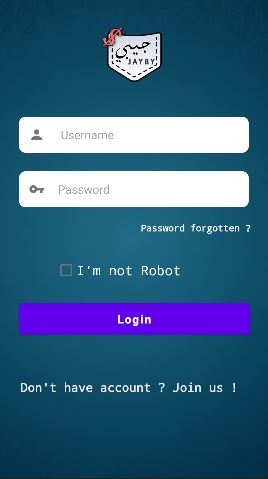 جيبي
JAYBY
Username
Password
Password forgotten ?
I'm not Robot
Login
Don't have account ? Join us !